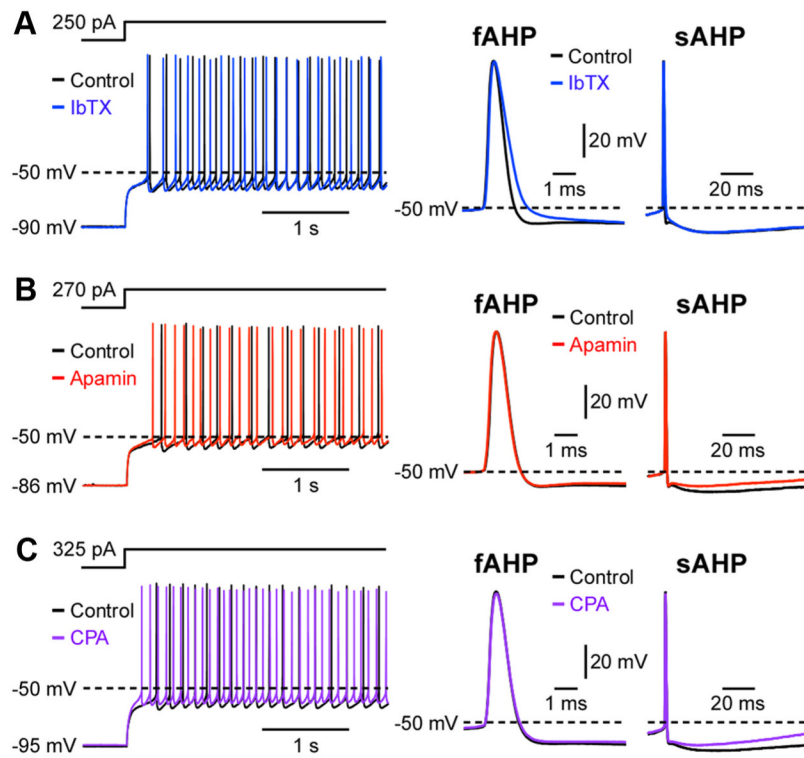 A
250 pA
Control
IbTX
-50 mV
-90 mV
1 s
fAHP
sAHP
Control
IbTX
20 mV
1 ms
20 ms
-50 mV
B
270 pA
Control
Apamin
-50 mV
-86 mV
1 s
fAHP
sAHP
Control
Apamin
20 mV
1 ms
20 ms
-50 mV
C
325 pA
Control
CPA
-50 mV
-95 mV
1 s
fAHP
sAHP
Control
CPA
20 mV
1 ms
20 ms
-50 mV